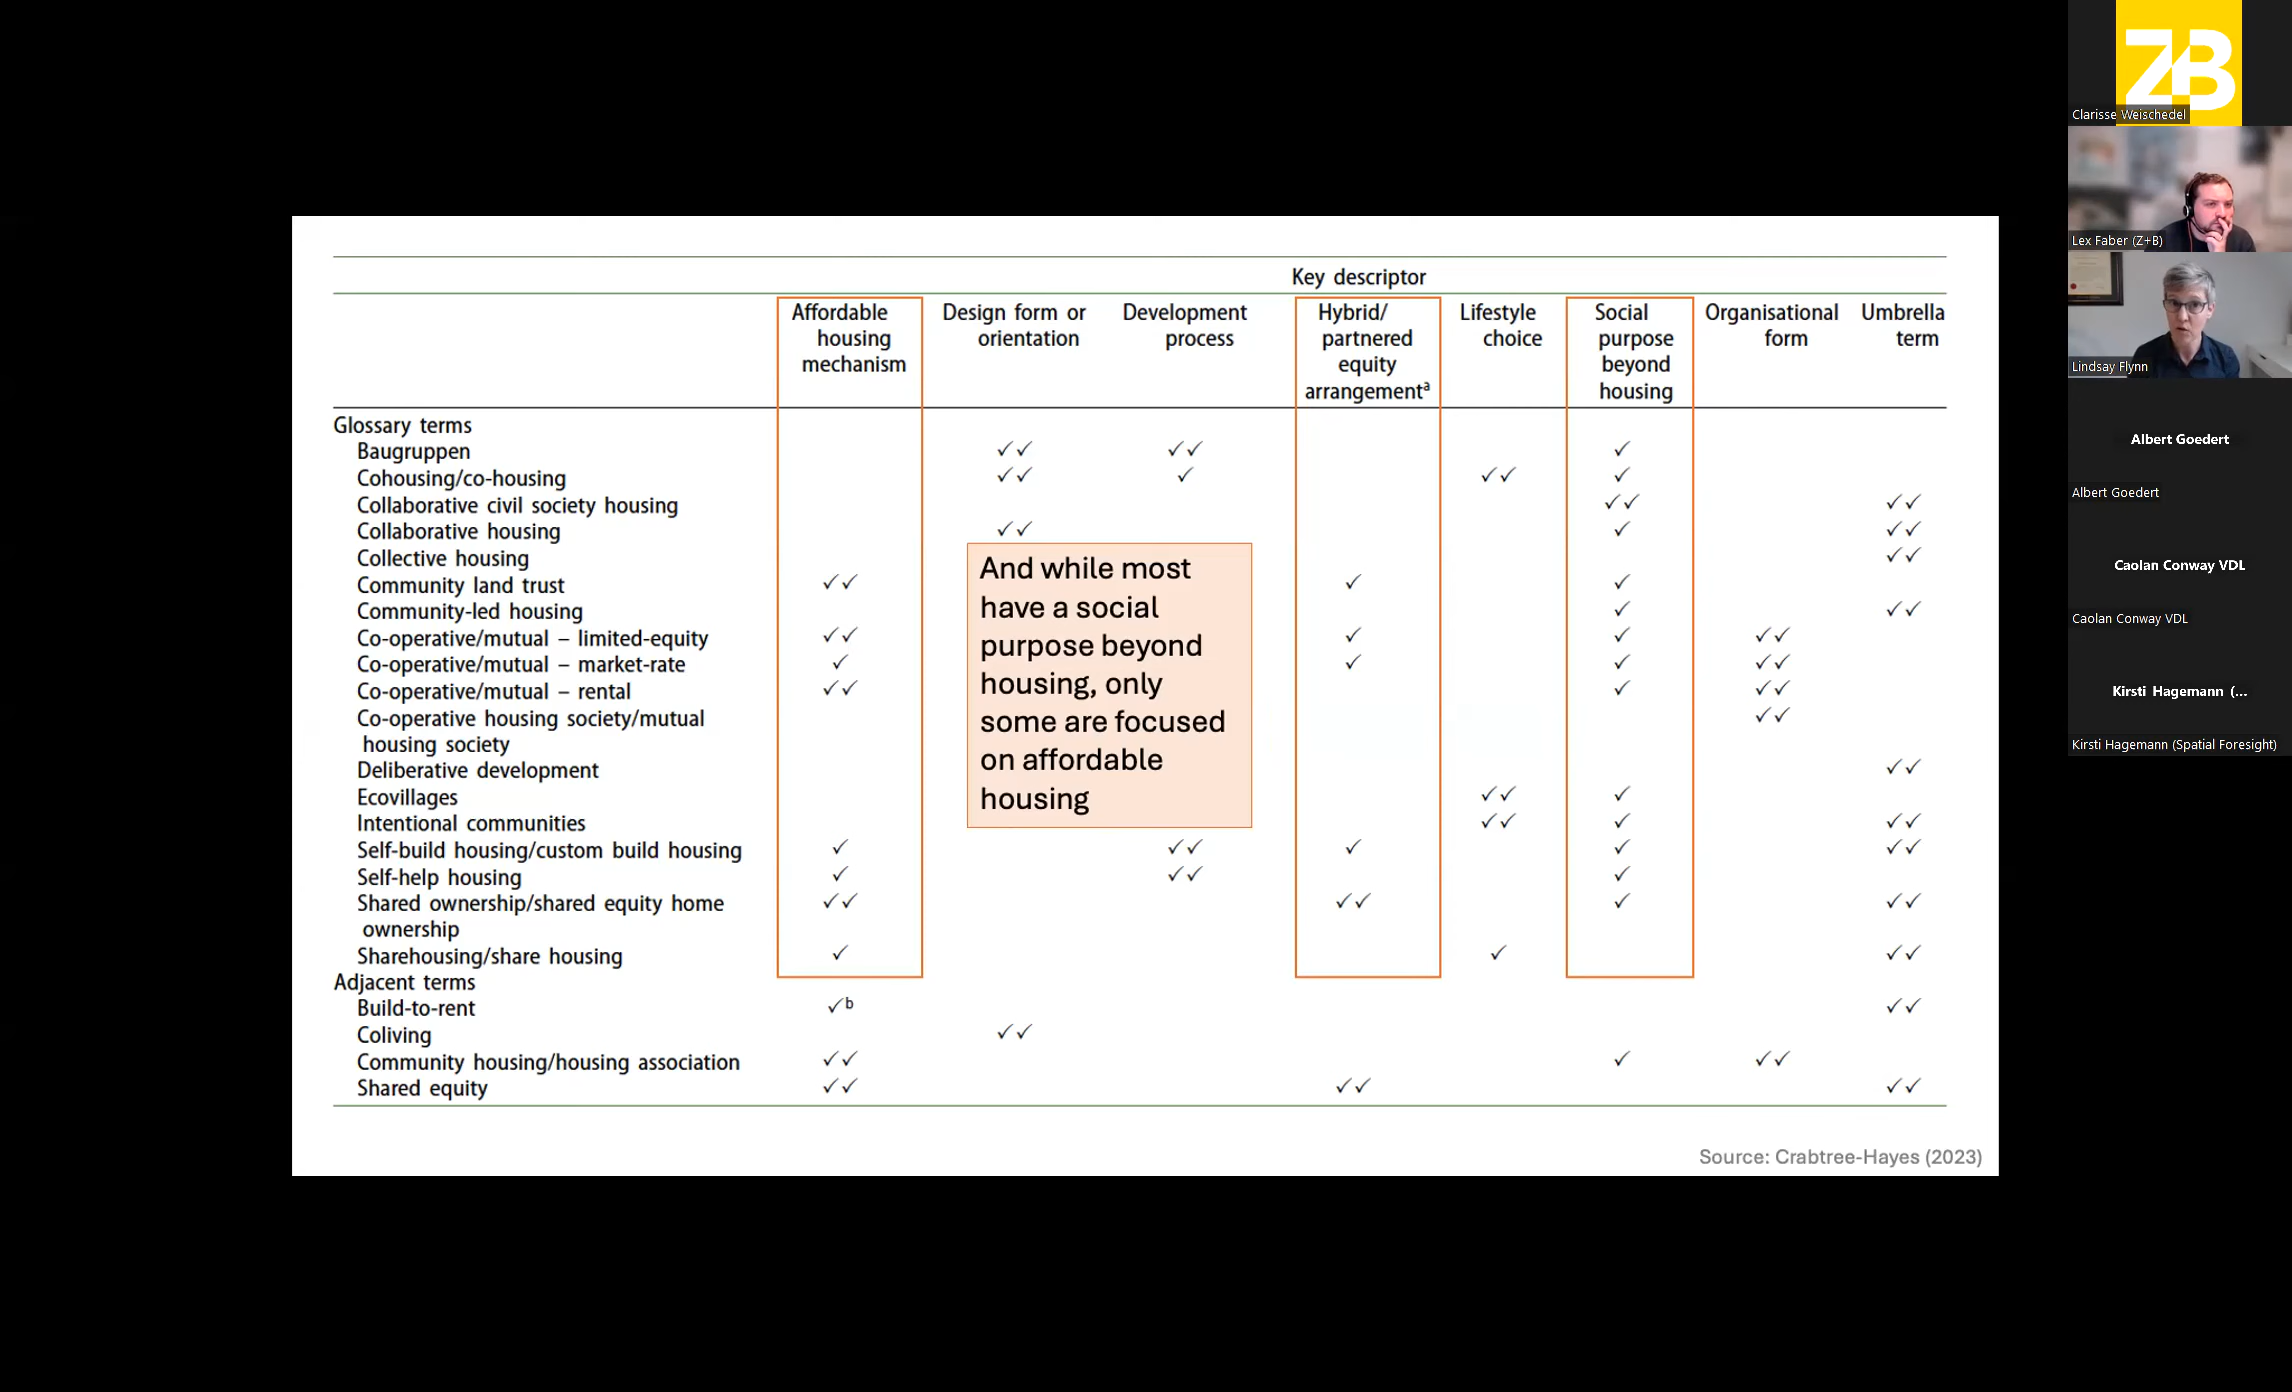 Key descriptor
Affordable housing mechanism
Design form or orientation
Development process
Hybrid/ partnered equity arrangementᵃ
Lifestyle choice
Social purpose beyond housing
Organisational form
Umbrella term
Glossary terms
Baugruppen ✓✓ ✓✓ ✓
Cohousing/co-housing ✓✓ ✓ ✓✓ ✓
Collaborative civil society housing ✓✓ ✓✓
Collaborative housing ✓✓ ✓ ✓✓
Collective housing ✓✓
Community land trust ✓✓ ✓ ✓
Community-led housing ✓ ✓✓
Co-operative/mutual – limited-equity ✓✓ ✓ ✓ ✓✓
Co-operative/mutual – market-rate ✓ ✓ ✓ ✓✓
Co-operative/mutual – rental ✓✓ ✓ ✓✓
Co-operative housing society/mutual ✓✓
housing society
Deliberative development ✓✓
Ecovillages ✓✓ ✓
Intentional communities ✓✓ ✓ ✓✓
Self-build housing/custom build housing ✓ ✓✓ ✓ ✓ ✓✓
Self-help housing ✓ ✓✓ ✓
Shared ownership/shared equity home ✓✓ ✓✓ ✓ ✓✓
ownership
Sharehousing/share housing ✓ ✓ ✓✓
Adjacent terms
Build-to-rent ✓ᵇ ✓✓
Coliving ✓✓
Community housing/housing association ✓✓ ✓ ✓✓
Shared equity ✓✓ ✓✓ ✓✓
And while most
have a social
purpose beyond
housing, only
some are focused
on affordable
housing
Source: Crabtree-Hayes (2023)
ZB
Clarisse Weischedel
Lex Faber (Z+B)
Lindsay Flynn
Albert Goedert
Albert Goedert
Caolan Conway VDL
Caolan Conway VDL
Kirsti Hagemann (...
Kirsti Hagemann (Spatial Foresight)